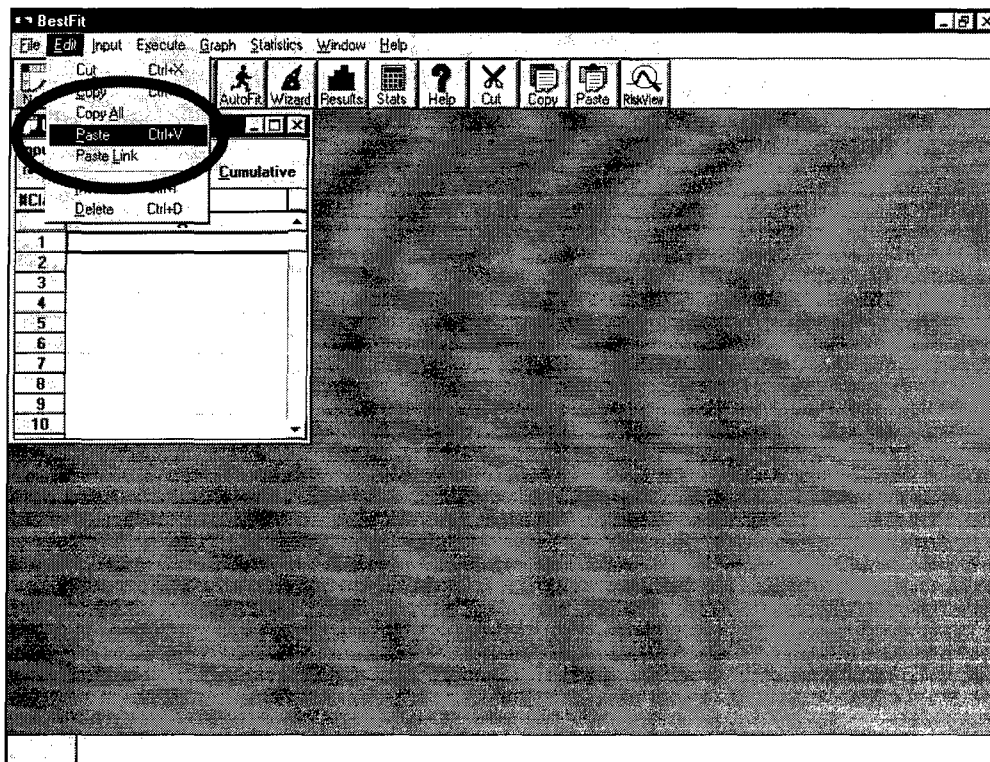 BestFit
File Edit Input Execute Graph Statistics Window Help
Cut Ctrl+X
Copy
Copy All
Paste Ctrl+V
Paste Link
Delete Ctrl+D
AutoFit Wizard Results Stats Help Cut Copy Paste RiskView
Cumulative
#Cl
1
2
3
4
5
6
7
8
9
10